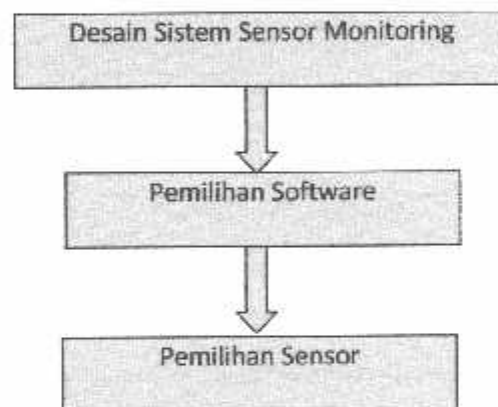 Desain Sistem Sensor Monitoring
Pemilihan Software
Pemilihan Sensor